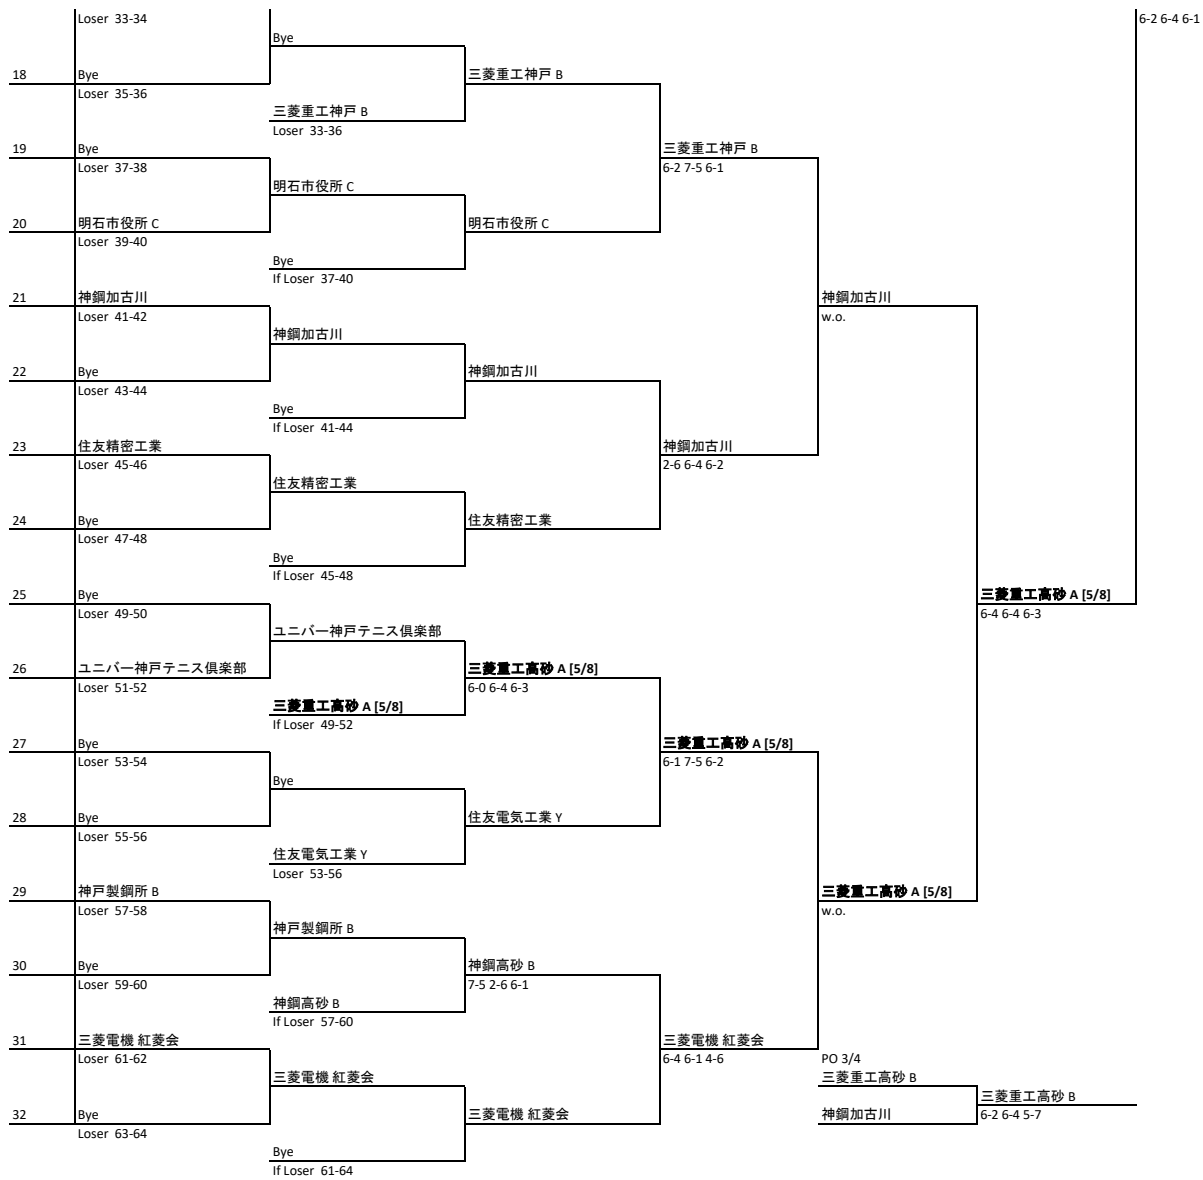 Loser 33-34
6-2 6-4 6-1
Bye
18 Bye 三菱重工神戸 B
Loser 35-36
三菱重工神戸 B
Loser 33-36
19 Bye 三菱重工神戸 B
Loser 37-38 6-2 7-5 6-1
明石市役所 C
20 明石市役所 C 明石市役所 C
Loser 39-40
Bye
If Loser 37-40
21 神鋼加古川 神鋼加古川
Loser 41-42 w.o.
神鋼加古川
22 Bye 神鋼加古川
Loser 43-44
Bye
If Loser 41-44
23 住友精密工業 神鋼加古川
Loser 45-46 2-6 6-4 6-2
住友精密工業
24 Bye 住友精密工業
Loser 47-48
Bye
If Loser 45-48
25 Bye 三菱重工高砂 A [5/8]
Loser 49-50 6-4 6-4 6-3
ユニバー神戸テニス倶楽部
26 ユニバー神戸テニス倶楽部 三菱重工高砂 A [5/8]
Loser 51-52 6-0 6-4 6-3
三菱重工高砂 A [5/8]
If Loser 49-52
27 Bye 三菱重工高砂 A [5/8]
Loser 53-54 6-1 7-5 6-2
Bye
28 Bye 住友電気工業 Y
Loser 55-56
住友電気工業 Y
Loser 53-56
29 神戸製鋼所 B 三菱重工高砂 A [5/8]
Loser 57-58 w.o.
神戸製鋼所 B
30 Bye 神鋼高砂 B
Loser 59-60 7-5 2-6 6-1
神鋼高砂 B
If Loser 57-60
31 三菱電機 紅菱会 三菱電機 紅菱会
Loser 61-62 6-4 6-1 4-6 PO 3/4
三菱電機 紅菱会 三菱重工高砂 B
三菱重工高砂 B
32 Bye 三菱電機 紅菱会 神鋼加古川 6-2 6-4 5-7
Loser 63-64
Bye
If Loser 61-64